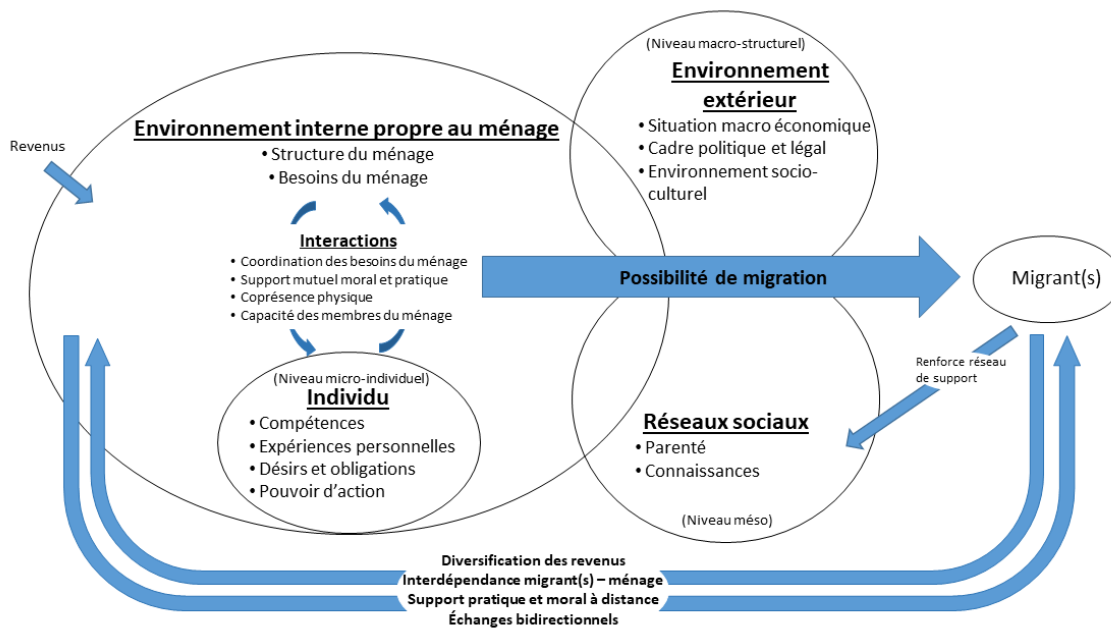 (Niveau macro-structurel)
Environnement
extérieur
• Situation macro économique
• Cadre politique et légal
• Environnement socio-
culturel
Environnement interne propre au ménage
• Structure du ménage
• Besoins du ménage
Revenus
Interactions
• Coordination des besoins du ménage
• Support mutuel moral et pratique
• Coprésence physique
• Capacité des membres du ménage
Possibilité de migration
Migrant(s)
(Niveau micro-individuel)
Individu
• Compétences
• Expériences personnelles
• Désirs et obligations
• Pouvoir d’action
Renforce réseau
de support
Réseaux sociaux
• Parenté
• Connaissances
(Niveau méso)
Diversification des revenus
Interdépendance migrant(s) – ménage
Support pratique et moral à distance
Échanges bidirectionnels